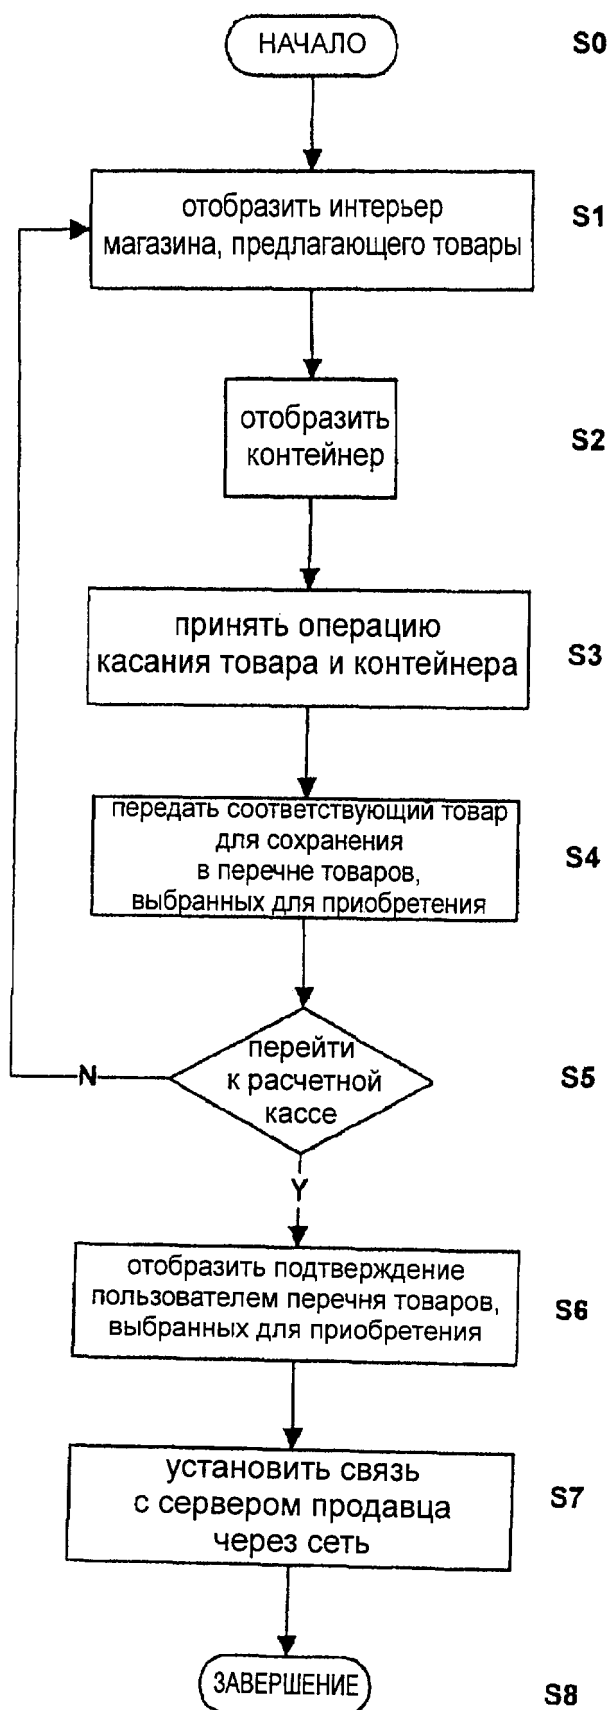 НАЧАЛО
S0
отобразить интерьер
магазина, предлагающего товары
S1
отобразить
контейнер
S2
принять операцию
касания товара и контейнера
S3
передать соответствующий товар
для сохранения
в перечне товаров,
выбранных для приобретения
S4
перейти
к расчетной
кассе
S5
N
Y
отобразить подтверждение
пользователем перечня товаров,
выбранных для приобретения
S6
установить связь
с сервером продавца
через сеть
S7
ЗАВЕРШЕНИЕ
S8